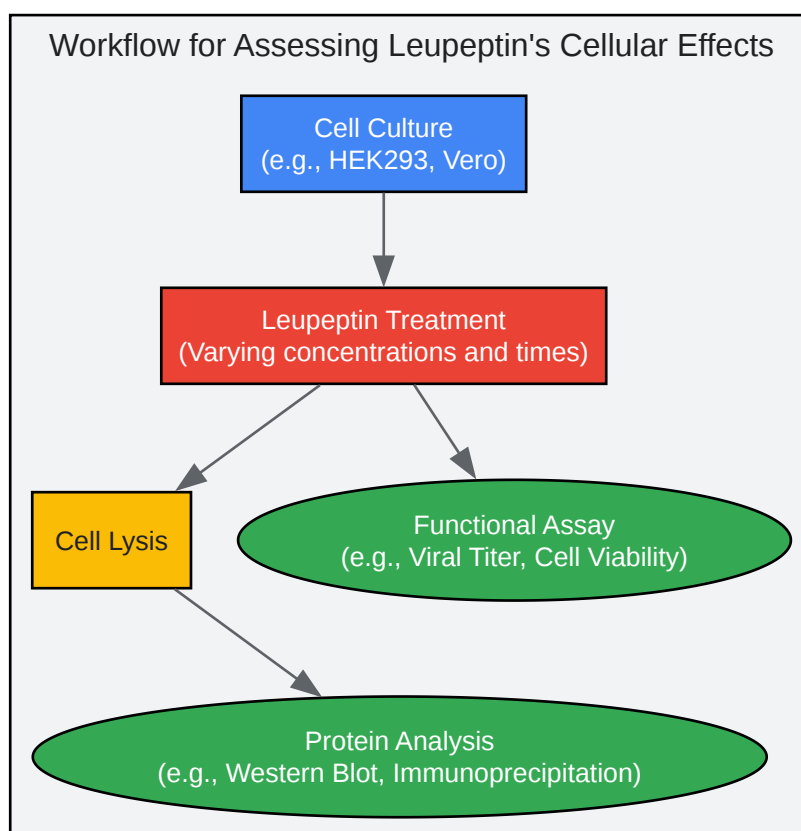 Workflow for Assessing Leupeptin's Cellular Effects
Cell Culture
(e.g., HEK293, Vero)
Leupeptin Treatment
(Varying concentrations and times)
Cell Lysis
Functional Assay
(e.g., Viral Titer, Cell Viability)
Protein Analysis
(e.g., Western Blot, Immunoprecipitation)